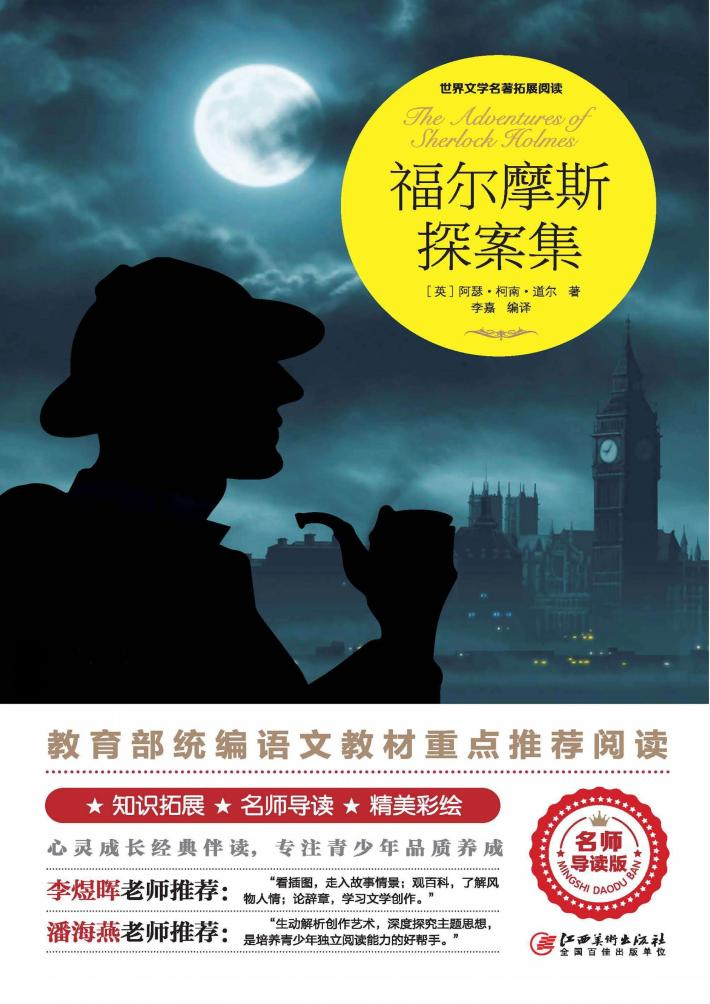 世界文学名著拓展阅读
The Adventures of
Sherlock Holmes
福尔摩斯
探案集
[英] 阿瑟·柯南·道尔 著
李嘉 编译
教育部统编语文教材重点推荐阅读
★ 知识拓展 ★ 名师导读 ★ 精美彩绘
心灵成长经典伴读，专注青少年品质养成
李煜晖老师推荐：
“看插图，走入故事情景；观百科，了解风
物人情；论辞章，学习文学创作。”
潘海燕老师推荐：
“生动解析创作艺术，深度探究主题思想，
是培养青少年独立阅读能力的好帮手。”
名师
导读版
MINGSHI DAODU BAN
江西美术出版社
全国百佳出版单位